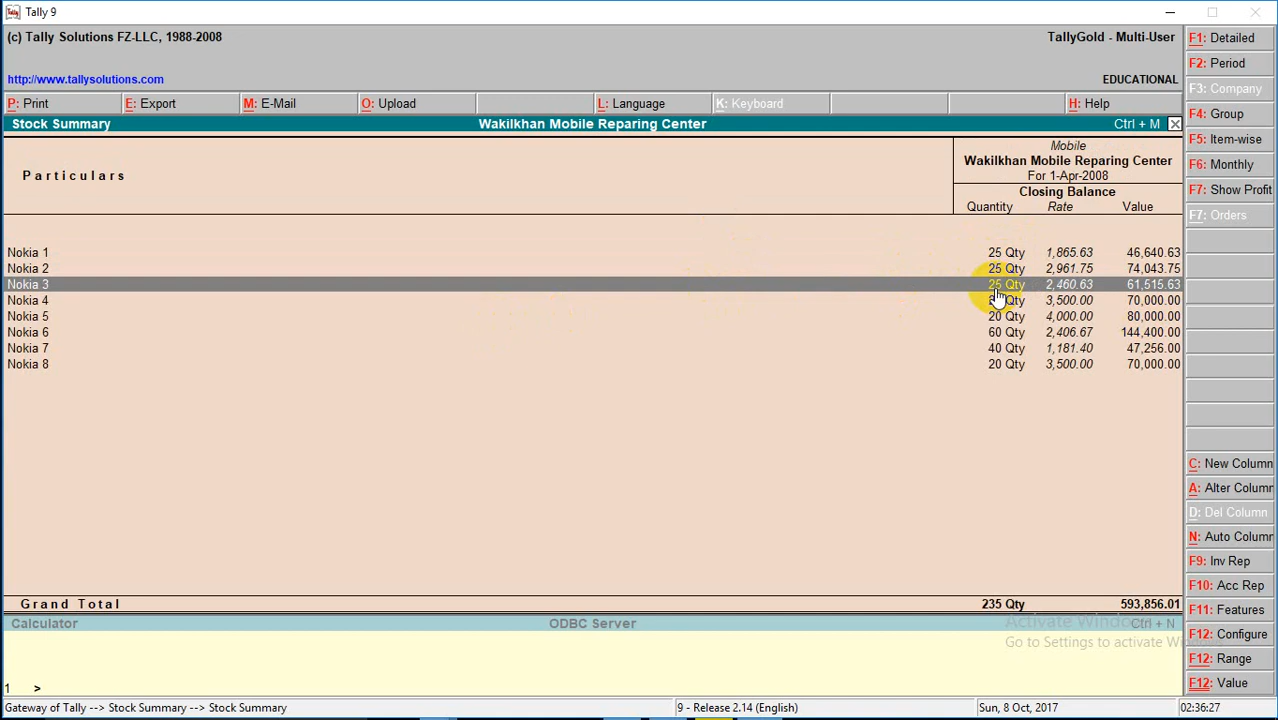 Tally 9
(c) Tally Solutions FZ-LLC, 1988-2008
TallyGold - Multi-User
http://www.tallysolutions.com
EDUCATIONAL
P: Print E: Export M: E-Mail O: Upload L: Language K: Keyboard H: Help
Stock Summary Wakilkhan Mobile Reparing Center Ctrl + M
Particulars
Mobile
Wakilkhan Mobile Reparing Center
For 1-Apr-2008
Closing Balance
Quantity Rate Value
Nokia 1 25 Qty 1,865.63 46,640.63
Nokia 2 25 Qty 2,961.75 74,043.75
Nokia 3 25 Qty 2,460.63 61,515.63
Nokia 4 Qty 3,500.00 70,000.00
Nokia 5 20 Qty 4,000.00 80,000.00
Nokia 6 60 Qty 2,406.67 144,400.00
Nokia 7 40 Qty 1,181.40 47,256.00
Nokia 8 20 Qty 3,500.00 70,000.00
Grand Total 235 Qty 593,856.01
Calculator ODBC Server Ctrl + N
Activate Windows
Go to Settings to activate
1 >
Gateway of Tally --> Stock Summary --> Stock Summary 9 - Release 2.14 (English) Sun, 8 Oct, 2017 02:36:27
F1: Detailed
F2: Period
F3: Company
F4: Group
F5: Item-wise
F6: Monthly
F7: Show Profit
F7: Orders
C: New Column
A: Alter Column
D: Del Column
N: Auto Column
F9: Inv Rep
F10: Acc Rep
F11: Features
F12: Configure
F12: Range
F12: Value